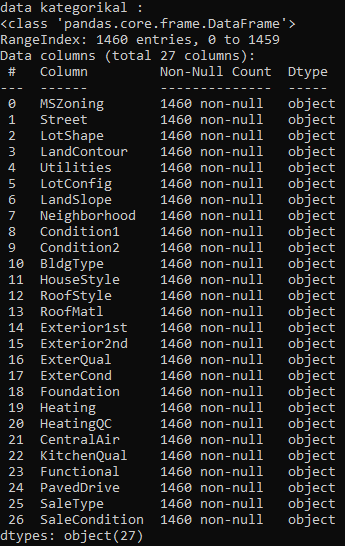 data kategorikal :
<class 'pandas.core.frame.DataFrame'>
RangeIndex: 1460 entries, 0 to 1459
Data columns (total 27 columns):
 #   Column         Non-Null Count  Dtype
---  ------         --------------  -----
 0   MSZoning       1460 non-null   object
 1   Street         1460 non-null   object
 2   LotShape       1460 non-null   object
 3   LandContour    1460 non-null   object
 4   Utilities      1460 non-null   object
 5   LotConfig      1460 non-null   object
 6   LandSlope      1460 non-null   object
 7   Neighborhood   1460 non-null   object
 8   Condition1     1460 non-null   object
 9   Condition2     1460 non-null   object
 10  BldgType       1460 non-null   object
 11  HouseStyle     1460 non-null   object
 12  RoofStyle      1460 non-null   object
 13  RoofMatl       1460 non-null   object
 14  Exterior1st    1460 non-null   object
 15  Exterior2nd    1460 non-null   object
 16  ExterQual      1460 non-null   object
 17  ExterCond      1460 non-null   object
 18  Foundation     1460 non-null   object
 19  Heating        1460 non-null   object
 20  HeatingQC      1460 non-null   object
 21  CentralAir     1460 non-null   object
 22  KitchenQual    1460 non-null   object
 23  Functional     1460 non-null   object
 24  PavedDrive     1460 non-null   object
 25  SaleType       1460 non-null   object
 26  SaleCondition  1460 non-null   object
dtypes: object(27)